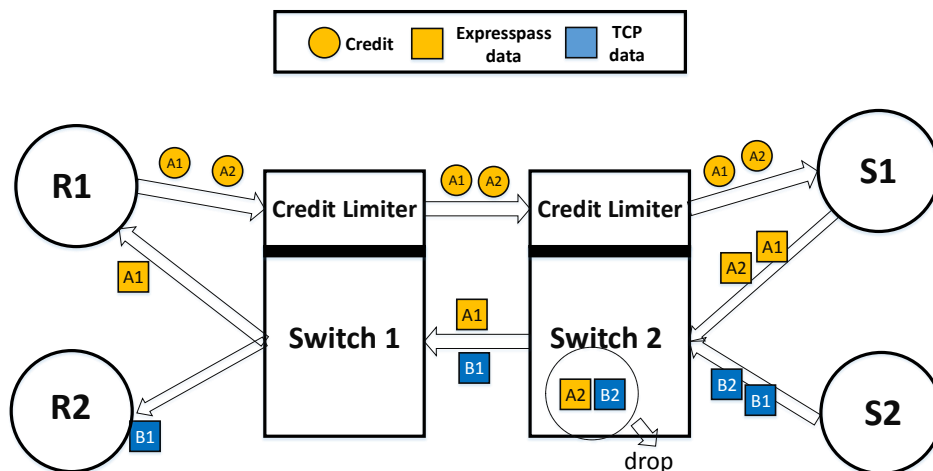 Credit
Expresspass
data
TCP
data
R1
A1
A2
Credit Limiter
A1
A2
Credit Limiter
A1
A2
S1
A1
Switch 1
A1
B1
Switch 2
A2
B2
drop
A2
A1
B2
B1
R2
B1
S2